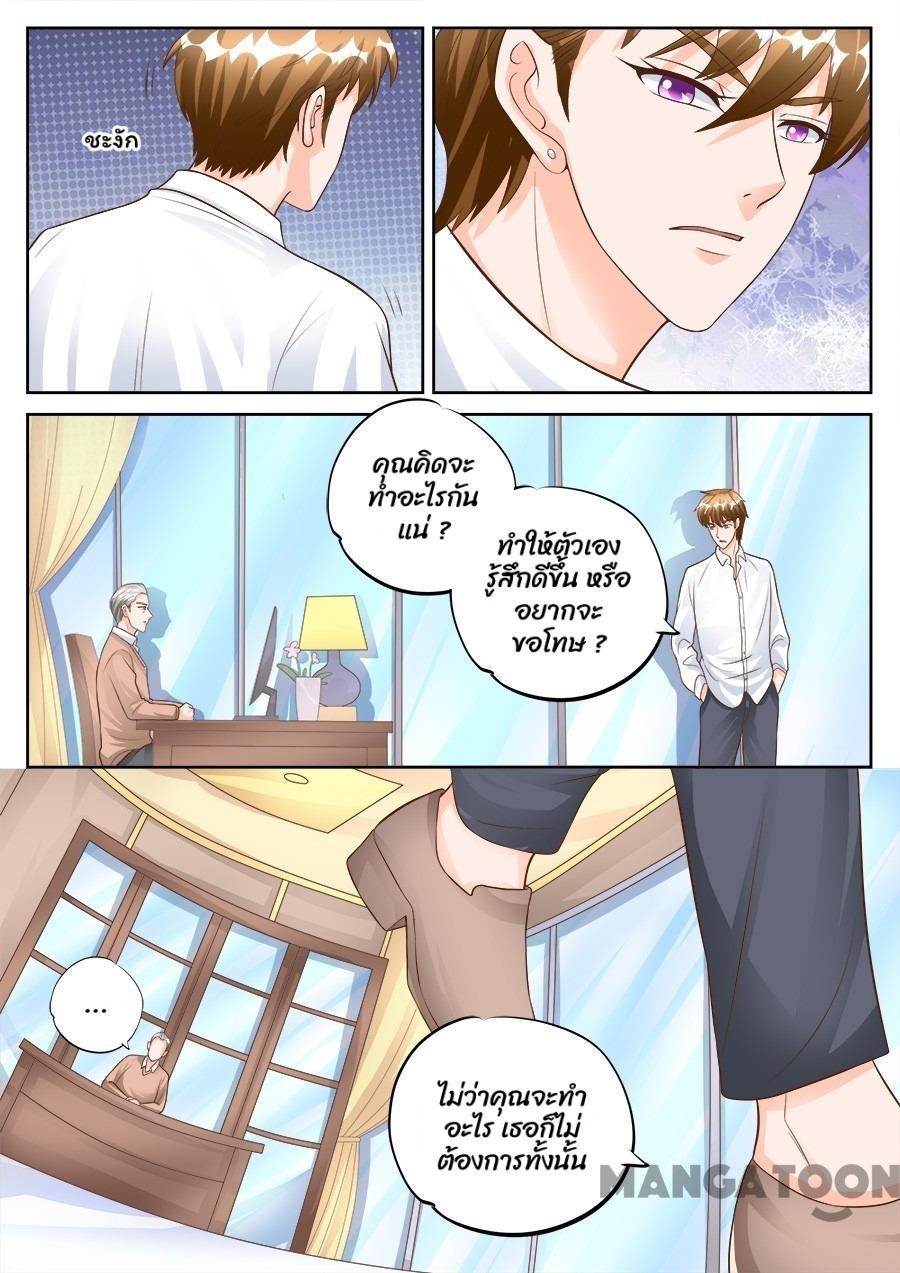 ชะงัก
คุณคิดจะ
ทำอะไรกัน
แน่ ?
ทำให้ตัวเอง
รู้สึกดีขึ้น หรือ
อยากจะ
ขอโทษ ?
...
ไม่ว่าคุณจะทำ
อะไร เธอก็ไม่
ต้องการทั้งนั้น
MANGATOON